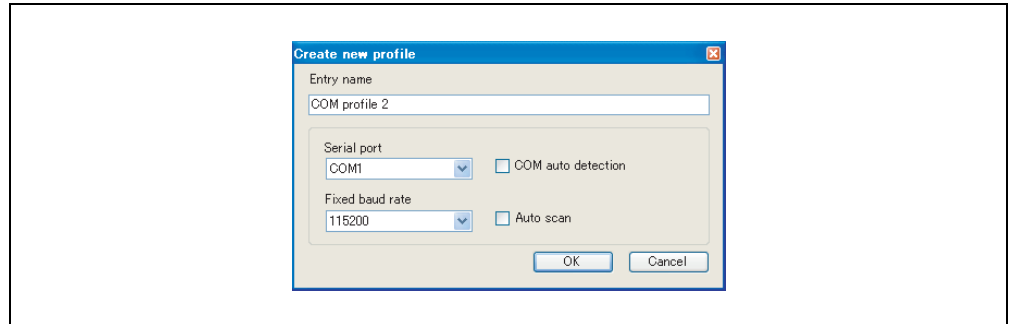 Create new profile
Entry name
COM profile 2
Serial port
COM1
COM auto detection
Fixed baud rate
115200
Auto scan
OK Cancel